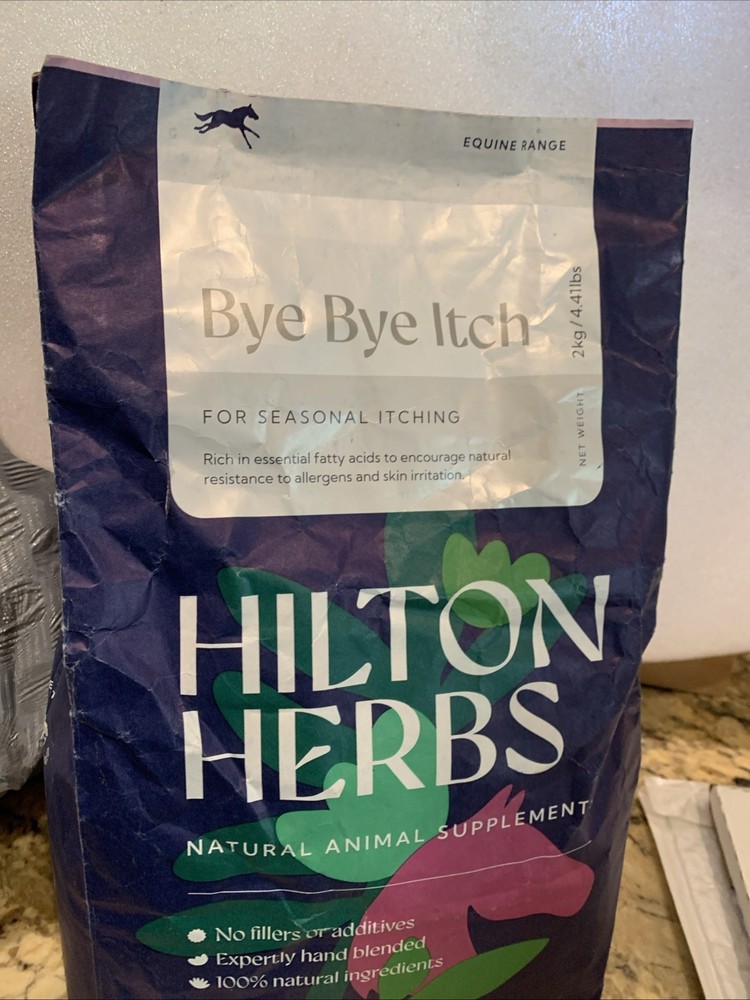 EQUINE RANGE
Bye Bye Itch
2kg / 4.41lbs
NET WEIGHT
FOR SEASONAL ITCHING
Rich in essential fatty acids to encourage natural
resistance to allergens and skin irritation.
HILTON
HERBS
NATURAL ANIMAL SUPPLEMENT
No fillers or additives
Expertly hand blended
100% natural ingredients